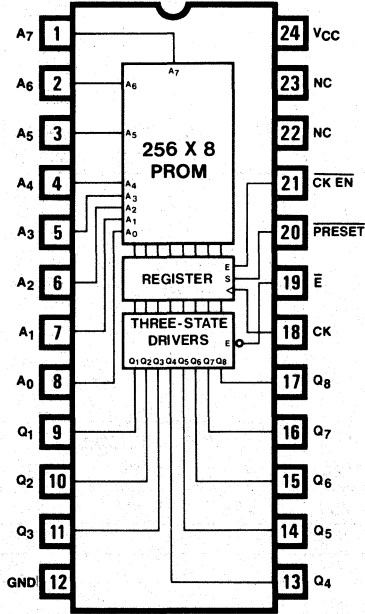 A7 1 24 VCC
A7
A6 2 A6 23 NC
A5 3 A5 22 NC
256 X 8
PROM
A4 4 A4 21 CK EN
A3
A3 5 A2 20 PRESET
A1
A0
A2 6 REGISTER E S 19 E
A1 7 THREE-STATE 18 CK
DRIVERS E
Q1 Q2 Q3 Q4 Q5 Q6 Q7 Q8
A0 8 17 Q8
Q1 9 16 Q7
Q2 10 15 Q6
Q3 11 14 Q5
GND 12 13 Q4